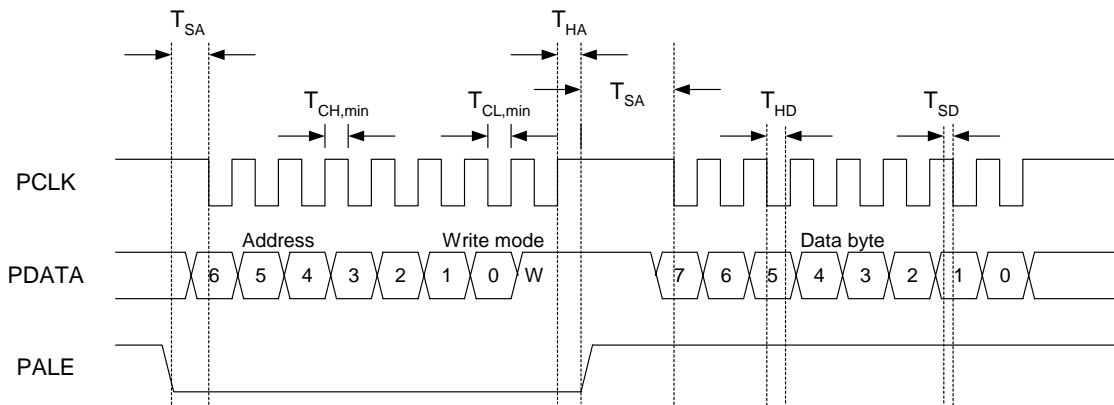 TSA THA
TSA
TCH,min TCL,min THD TSD
PCLK
Address Write mode Data byte
PDATA 6 5 4 3 2 1 0 W 7 6 5 4 3 2 1 0
PALE